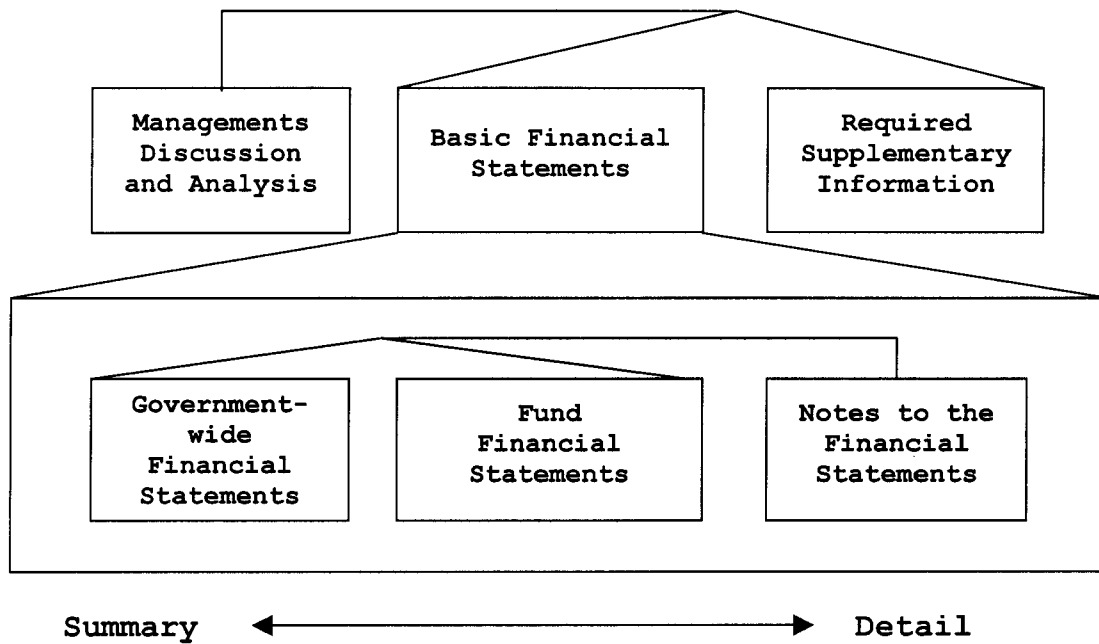 Managements
Discussion
and Analysis
Basic Financial
Statements
Required
Supplementary
Information
Government-
wide
Financial
Statements
Fund
Financial
Statements
Notes to the
Financial
Statements
Summary
Detail